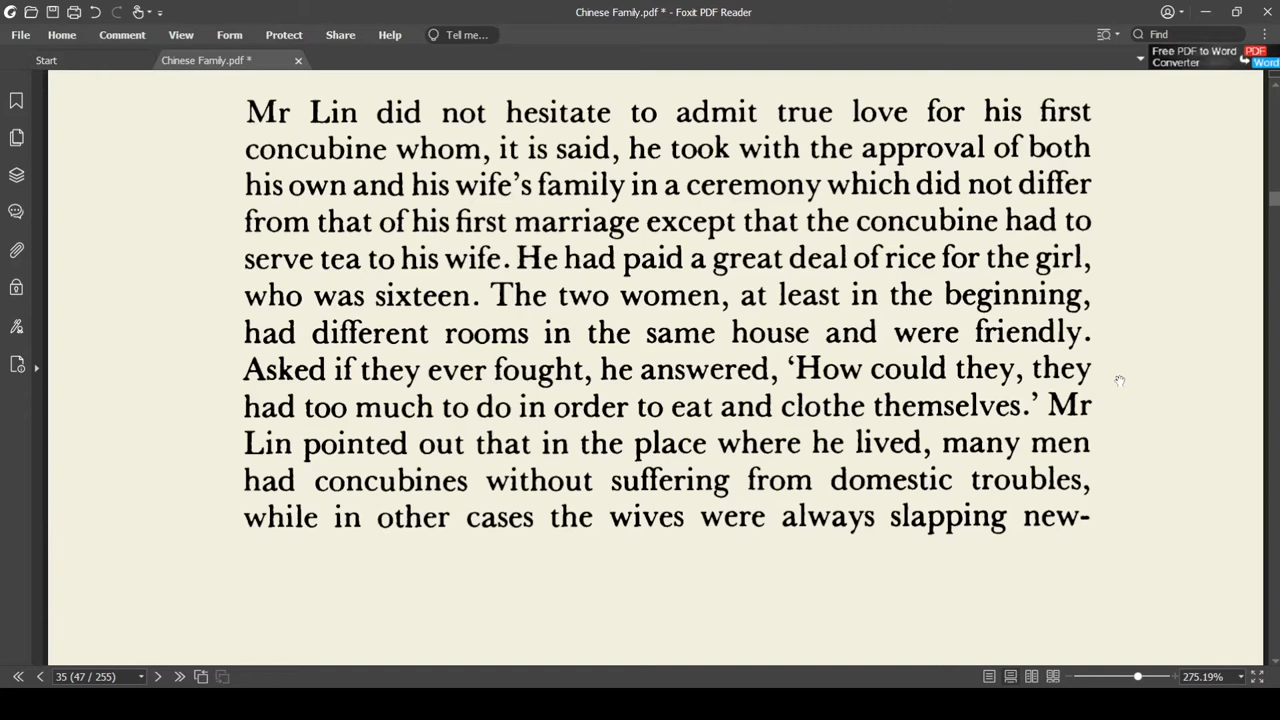 Chinese Family.pdf * - Foxit PDF Reader
File Home Comment View Form Protect Share Help Tell me... Find
Start Chinese Family.pdf * Free PDF to Word PDF
Converter Word
Mr Lin did not hesitate to admit true love for his first
concubine whom, it is said, he took with the approval of both
his own and his wife's family in a ceremony which did not differ
from that of his first marriage except that the concubine had to
serve tea to his wife. He had paid a great deal of rice for the girl,
who was sixteen. The two women, at least in the beginning,
had different rooms in the same house and were friendly.
Asked if they ever fought, he answered, ‘How could they, they
had too much to do in order to eat and clothe themselves.’ Mr
Lin pointed out that in the place where he lived, many men
had concubines without suffering from domestic troubles,
while in other cases the wives were always slapping new-
35 (47 / 255) 275.19%